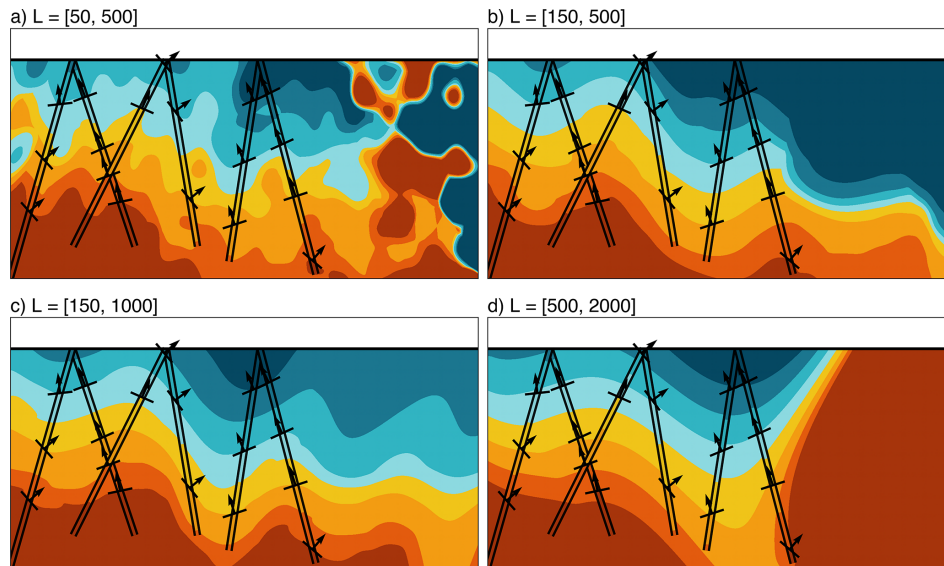 a) L = [50, 500]
b) L = [150, 500]
c) L = [150, 1000]
d) L = [500, 2000]